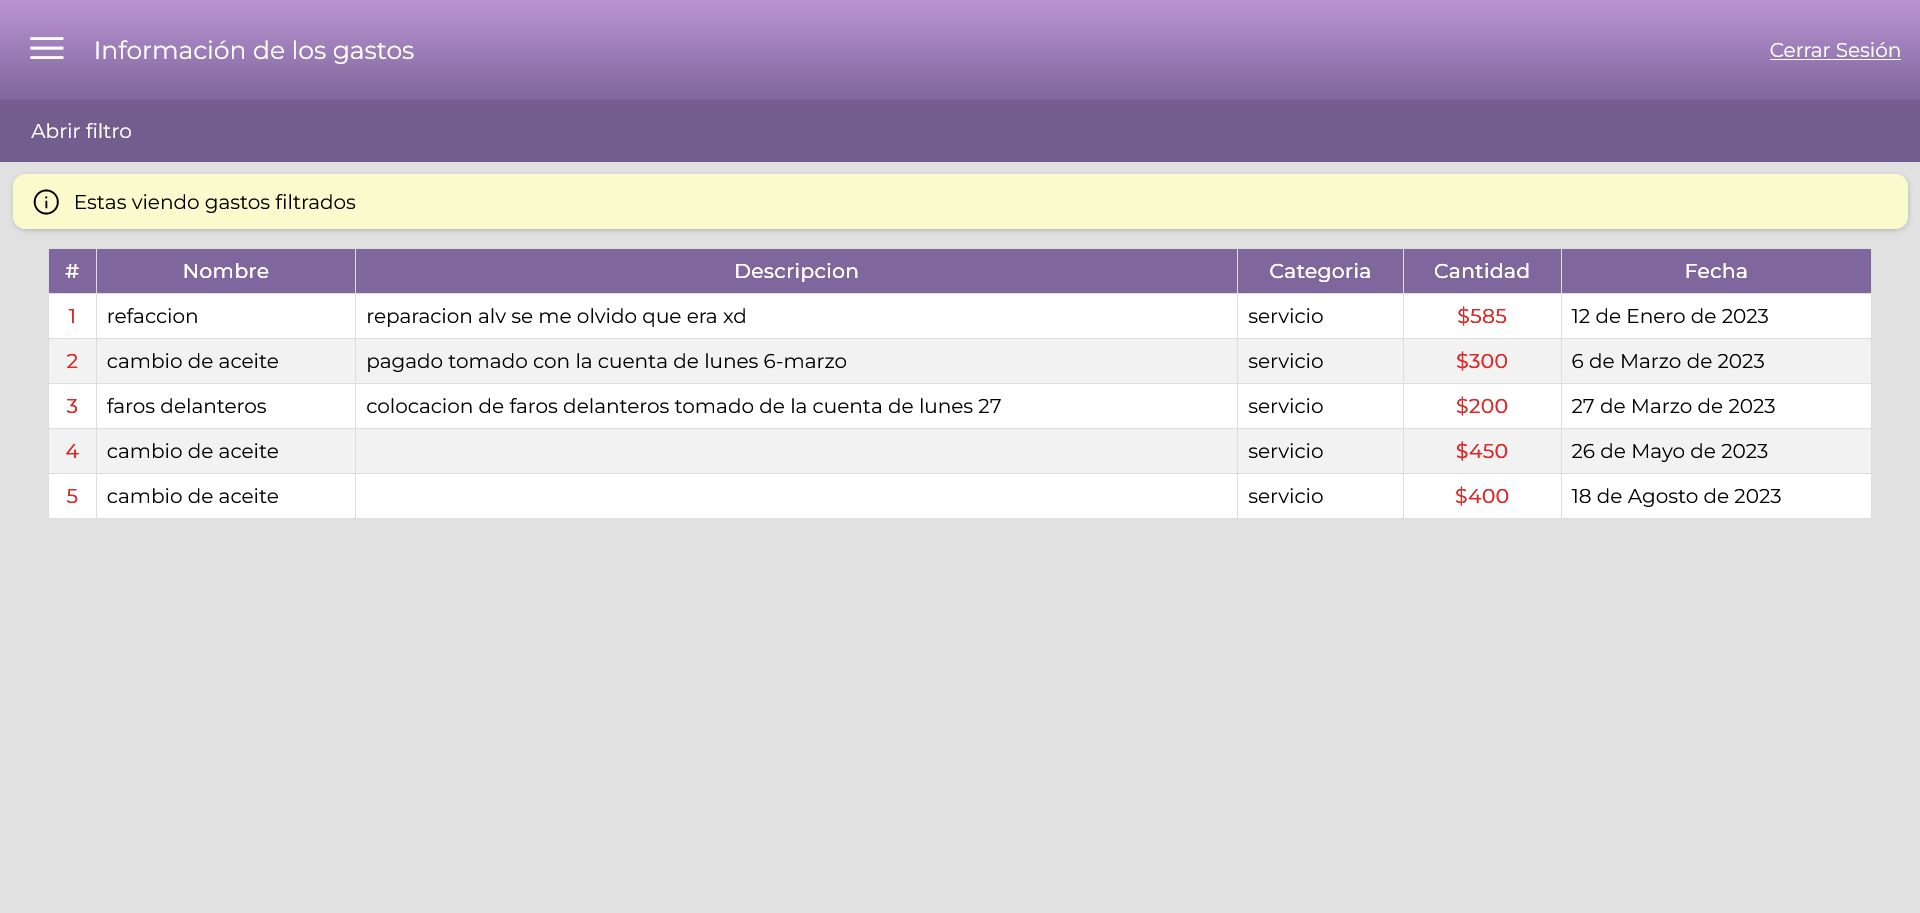 Información de los gastos
Cerrar Sesión
Abrir filtro
Estas viendo gastos filtrados
# Nombre Descripcion Categoria Cantidad Fecha
1 refaccion reparacion alv se me olvido que era xd servicio $585 12 de Enero de 2023
2 cambio de aceite pagado tomado con la cuenta de lunes 6-marzo servicio $300 6 de Marzo de 2023
3 faros delanteros colocacion de faros delanteros tomado de la cuenta de lunes 27 servicio $200 27 de Marzo de 2023
4 cambio de aceite servicio $450 26 de Mayo de 2023
5 cambio de aceite servicio $400 18 de Agosto de 2023